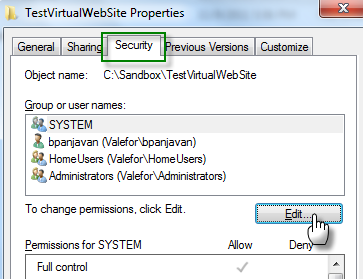 TestVirtualWebSite Properties
General Sharing Security Previous Versions Customize
Object name: C:\Sandbox\TestVirtualWebSite
Group or user names:
SYSTEM
bpanjavan (Valefor\bpanjavan)
HomeUsers (Valefor\HomeUsers)
Administrators (Valefor\Administrators)
To change permissions, click Edit.
Edit...
Permissions for SYSTEM Allow Deny
Full control